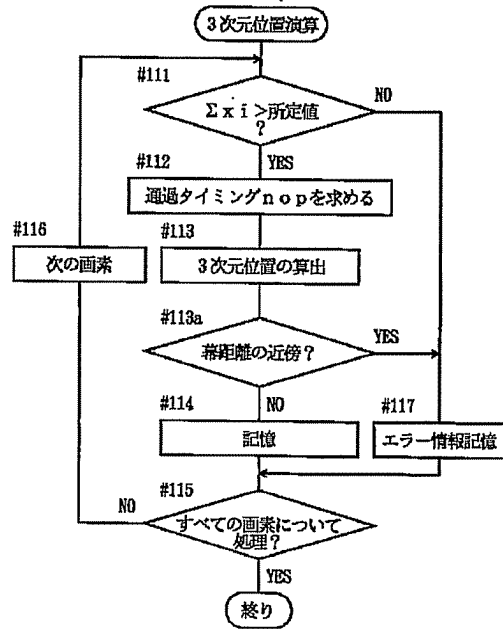 3次元位置演算
#111
Σxi>所定値
?
NO
YES
#112
通過タイミングnopを求める
#116
次の画素
#113
3次元位置の算出
#113a
幕距離の近傍?
YES
NO
#114
記憶
#117
エラー情報記憶
#115
すべての画素について
処理?
NO
YES
終り